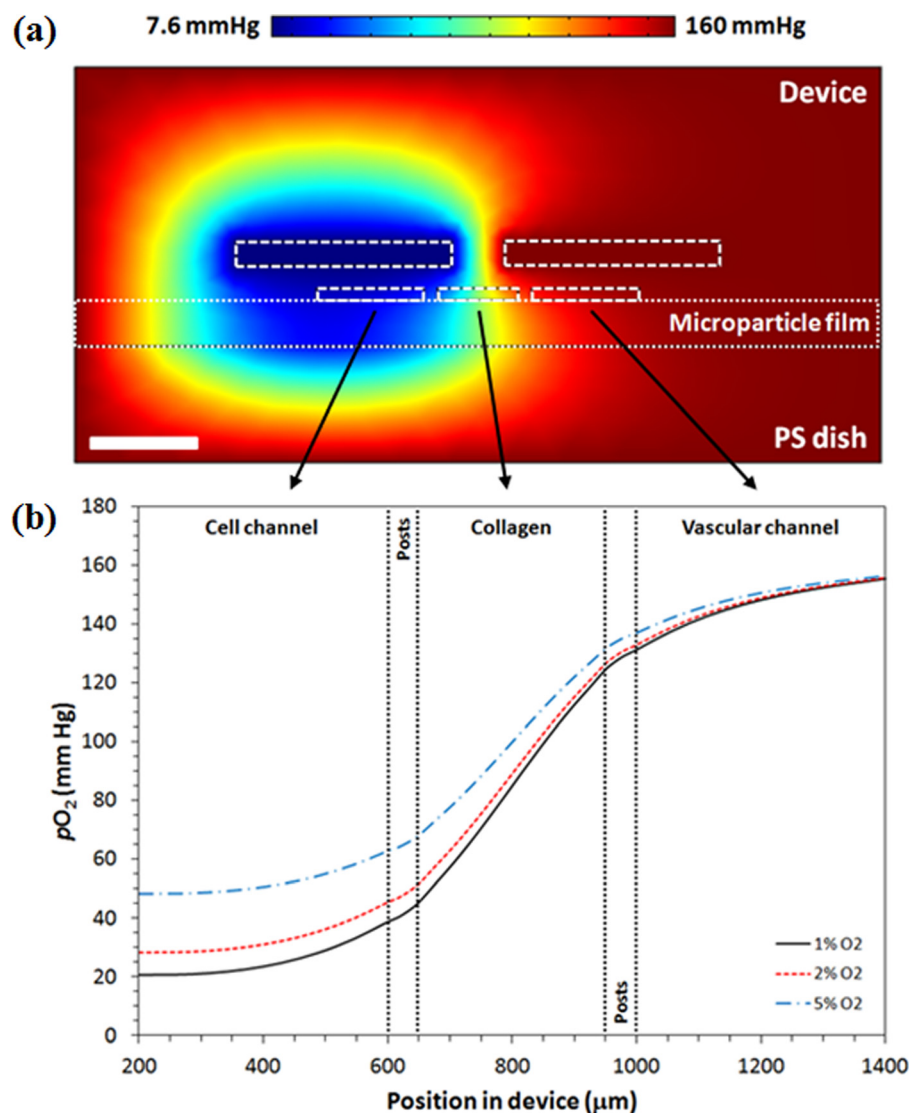 (a)
7.6 mmHg 160 mmHg
Device
Microparticle film
PS dish
(b)
Cell channel Posts Collagen Vascular channel
180
160
140
120
100
80
60
40
20
0
pO₂ (mm Hg)
1% O2
2% O2
5% O2
Posts
200 400 600 800 1000 1200 1400
Position in device (µm)